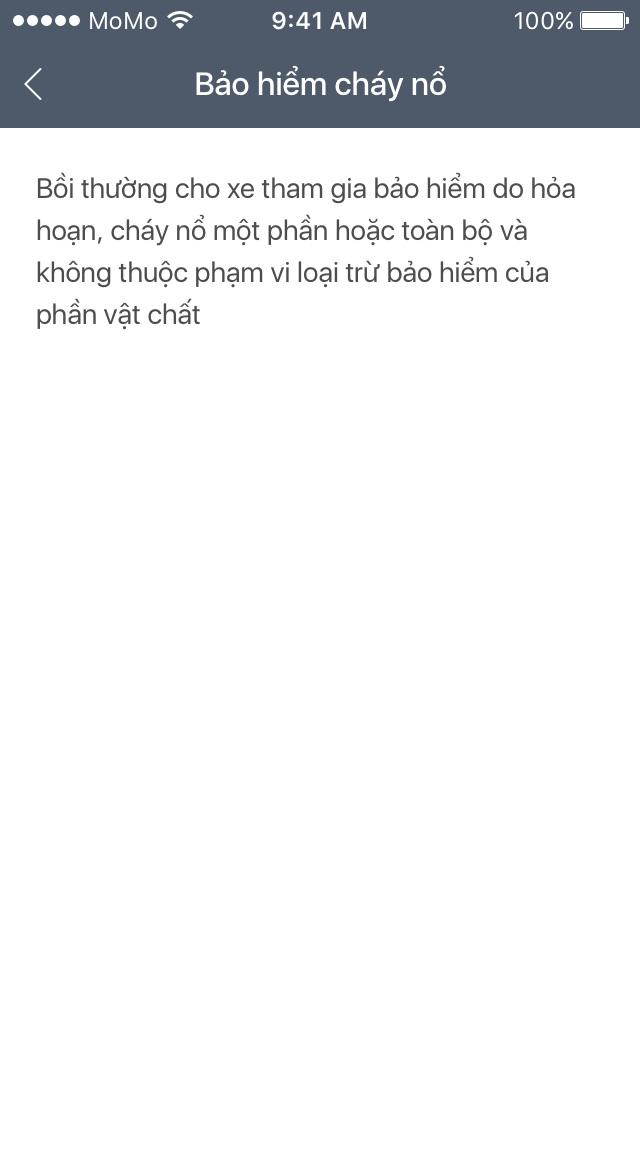 MoMo 9:41 AM 100%
Bảo hiểm cháy nổ
Bồi thường cho xe tham gia bảo hiểm do hỏa
hoạn, cháy nổ một phần hoặc toàn bộ và
không thuộc phạm vi loại trừ bảo hiểm của
phần vật chất